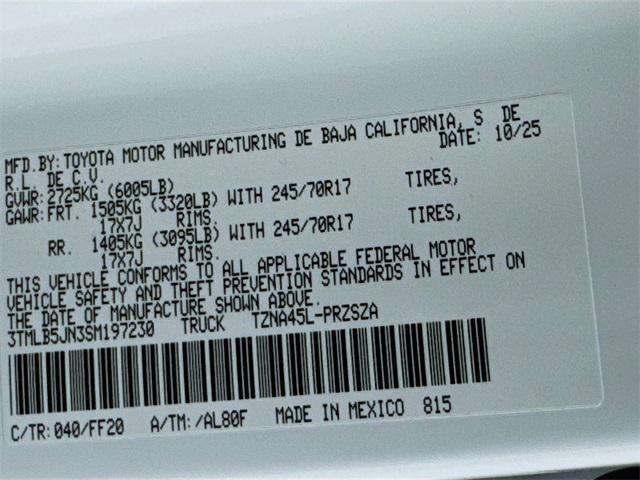 MFD.BY: TOYOTA MOTOR MANUFACTURING DE BAJA CALIFORNIA, S DE
R.L. DE C.V. DATE: 10/25
GVWR: 2725KG (6005LB)
GAWR: FRT. 1505KG (3320LB) WITH 245/70R17 TIRES,
17X7J RIMS.
RR. 1405KG (3095LB) WITH 245/70R17 TIRES,
17X7J RIMS.
THIS VEHICLE CONFORMS TO ALL APPLICABLE FEDERAL MOTOR
VEHICLE SAFETY AND THEFT PREVENTION STANDARDS IN EFFECT ON
THE DATE OF MANUFACTURE SHOWN ABOVE.
3TMLB5JN3SM197230 TRUCK TZNA45L-PRZSZA
C/TR: 040/FF20 A/TM: /AL80F MADE IN MEXICO 815